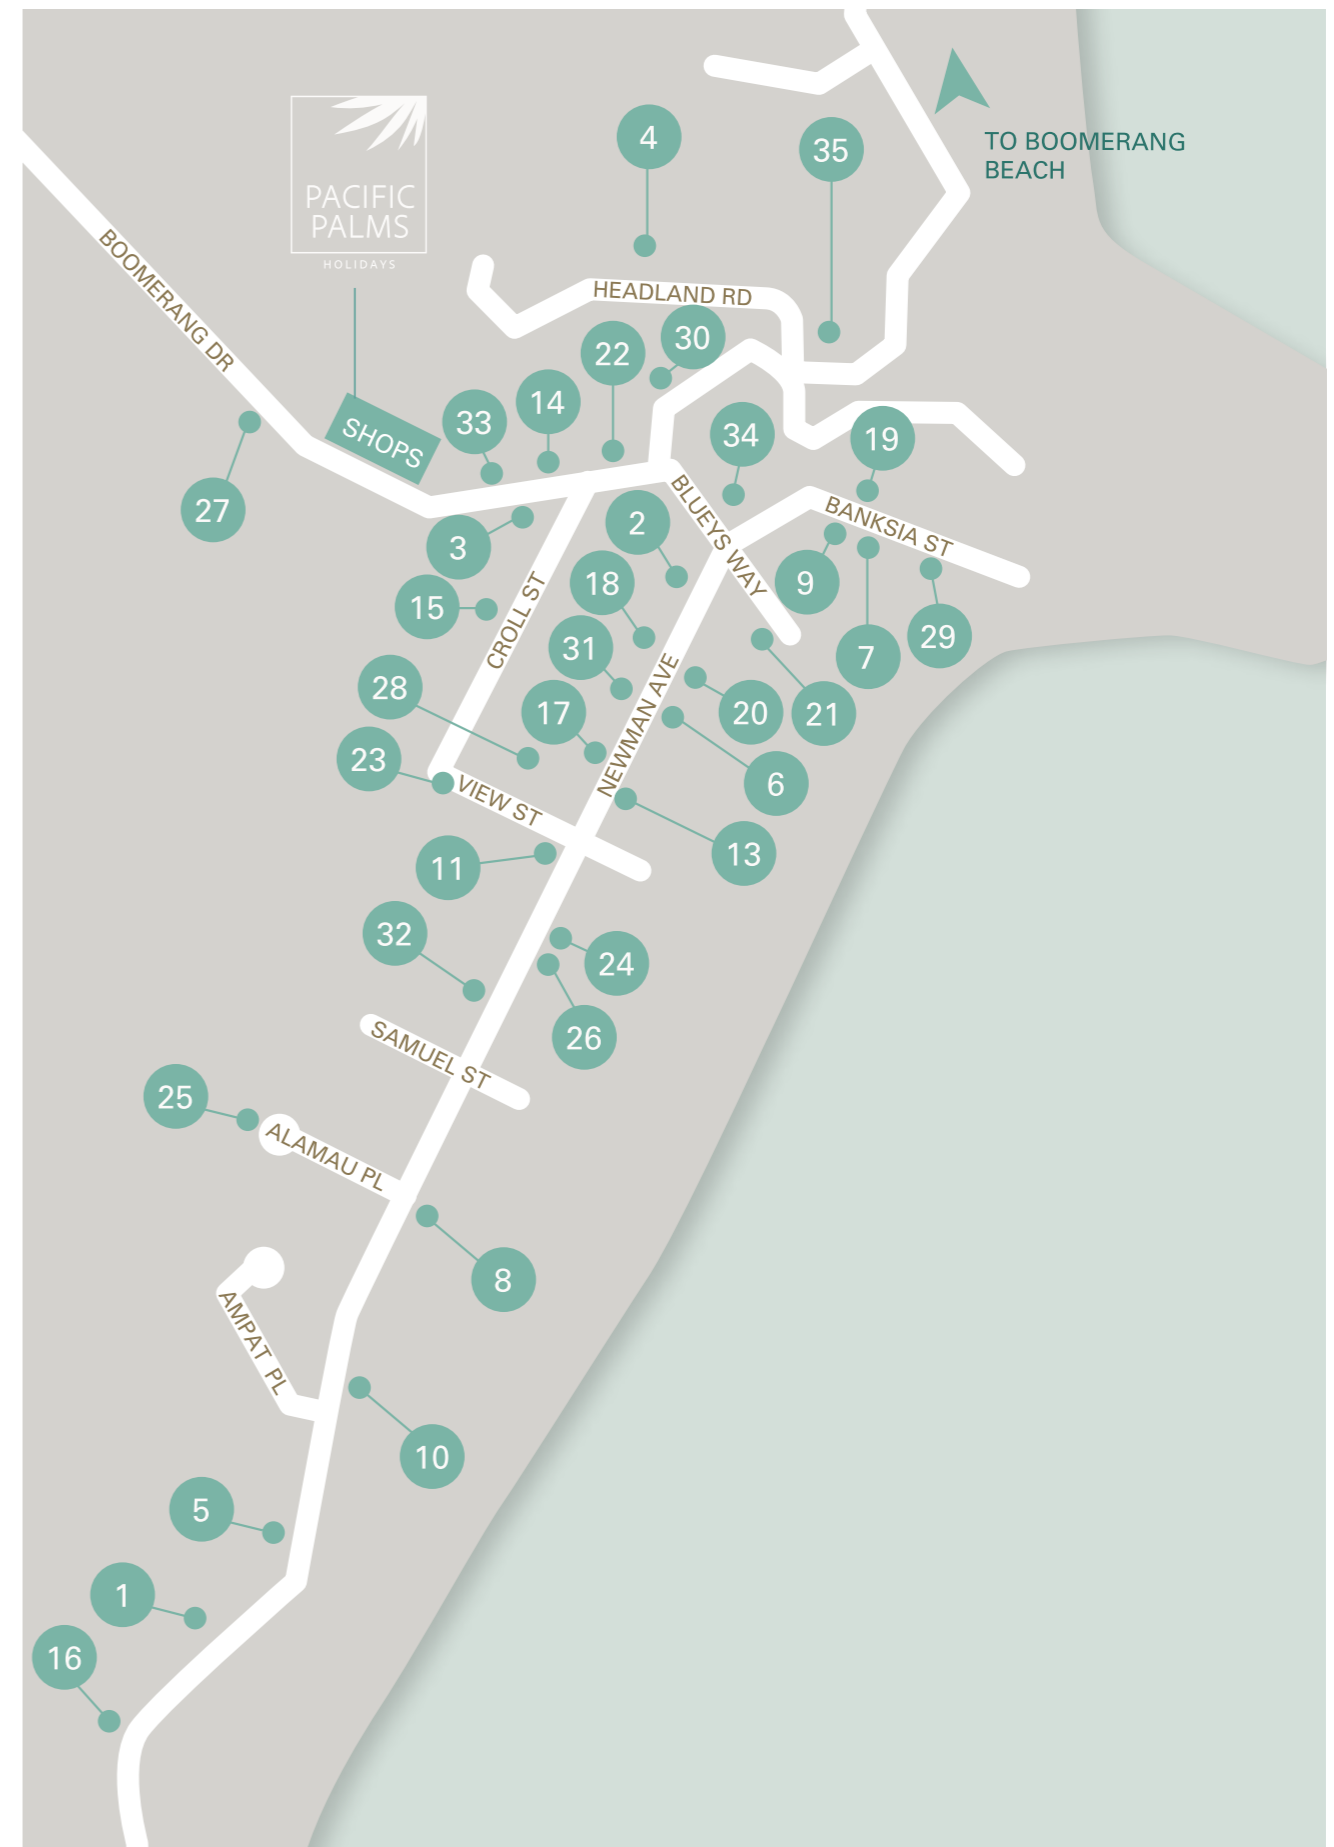 4
35
TO BOOMERANG
BEACH
PACIFIC
PALMS
HOLIDAYS
BOOMERANG DR
HEADLAND RD
30
22
14
33
SHOPS
34
19
27
BLUEYS WAY
BANKSIA ST
2
3
18
9
15
CROLL ST
31
7
29
28
17
NEWMAN AVE
20
21
23
VIEW ST
6
11
13
32
24
26
SAMUEL ST
25
ALAMAU PL
8
AMPAT PL
10
5
1
16